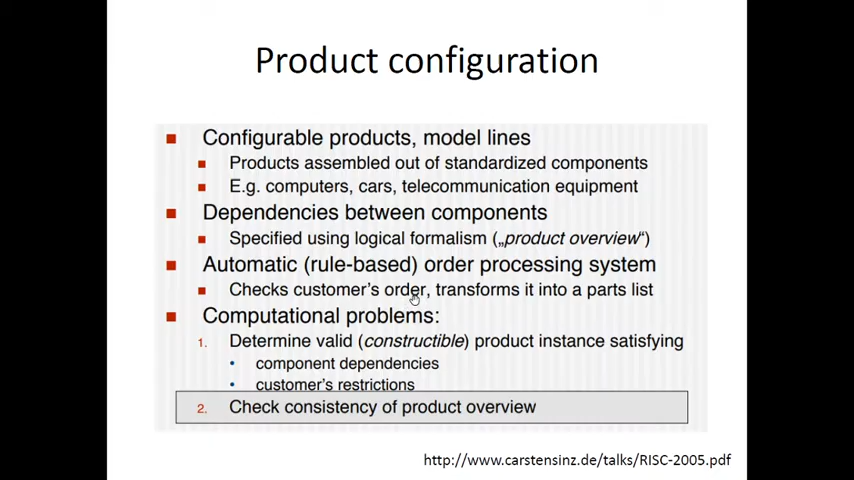 Product configuration
Configurable products, model lines
Products assembled out of standardized components
E.g. computers, cars, telecommunication equipment
Dependencies between components
Specified using logical formalism („product overview“)
Automatic (rule-based) order processing system
Checks customer's order, transforms it into a parts list
Computational problems:
1. Determine valid (constructible) product instance satisfying
component dependencies
customer's restrictions
2. Check consistency of product overview
http://www.carstensinz.de/talks/RISC-2005.pdf